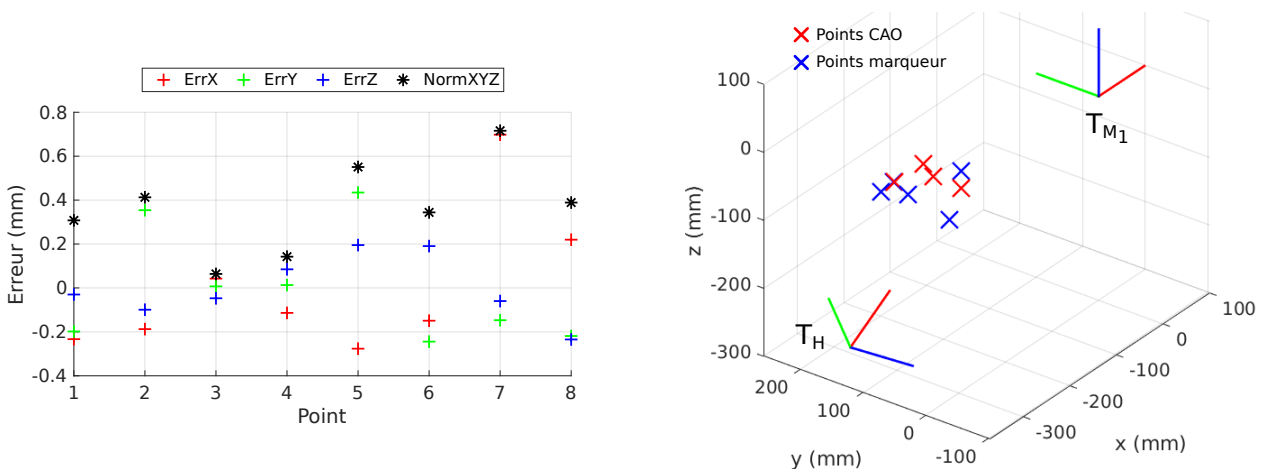 ErrX ErrY ErrZ NormXYZ
0.8
0.6
0.4
0.2
0
-0.2
-0.4
1 2 3 4 5 6 7 8
Erreur (mm)
Point
Points CAO
Points marqueur
T_M1
T_H
100
0
-100
-200
-300
z (mm)
200
100
0
-100
y (mm)
100
0
-100
-200
-300
x (mm)